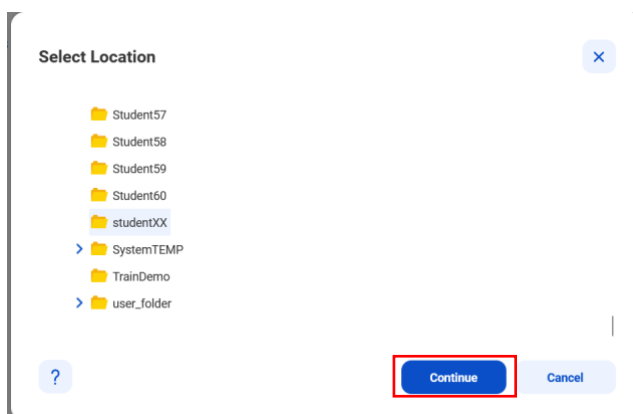 Select Location
Student57
Student58
Student59
Student60
studentXX
SystemTEMP
TrainDemo
user_folder
?
Continue
Cancel